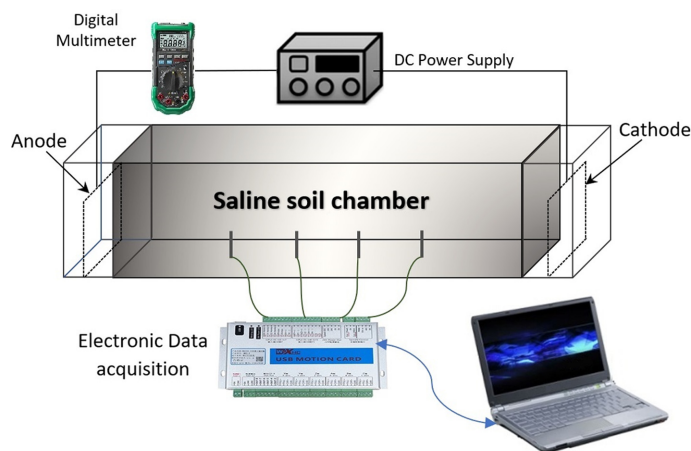 Digital
Multimeter
DC Power Supply
Anode
Cathode
Saline soil chamber
Electronic Data
acquisition
USB MOTION CARD